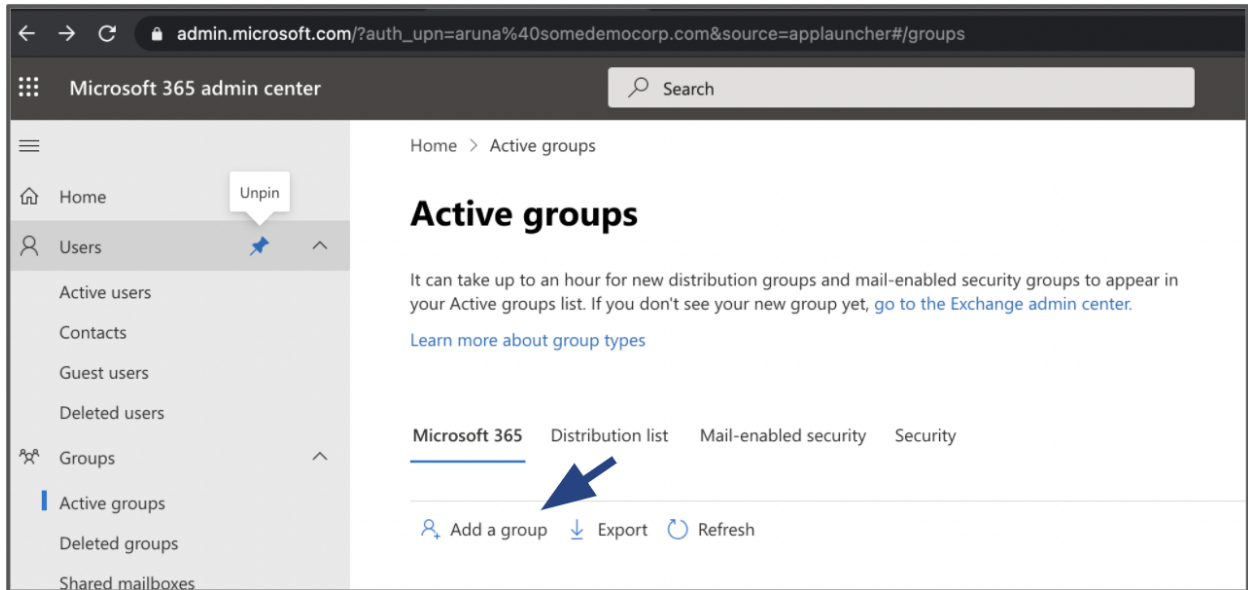 admin.microsoft.com/?auth_upn=aruna%40somedemocorp.com&source=applauncher#/groups
Microsoft 365 admin center
Search
Home
Unpin
Users
Active users
Contacts
Guest users
Deleted users
Groups
Active groups
Deleted groups
Shared mailboxes
Home > Active groups
Active groups
It can take up to an hour for new distribution groups and mail-enabled security groups to appear in
your Active groups list. If you don't see your new group yet, go to the Exchange admin center.
Learn more about group types
Microsoft 365 Distribution list Mail-enabled security Security
Add a group Export Refresh